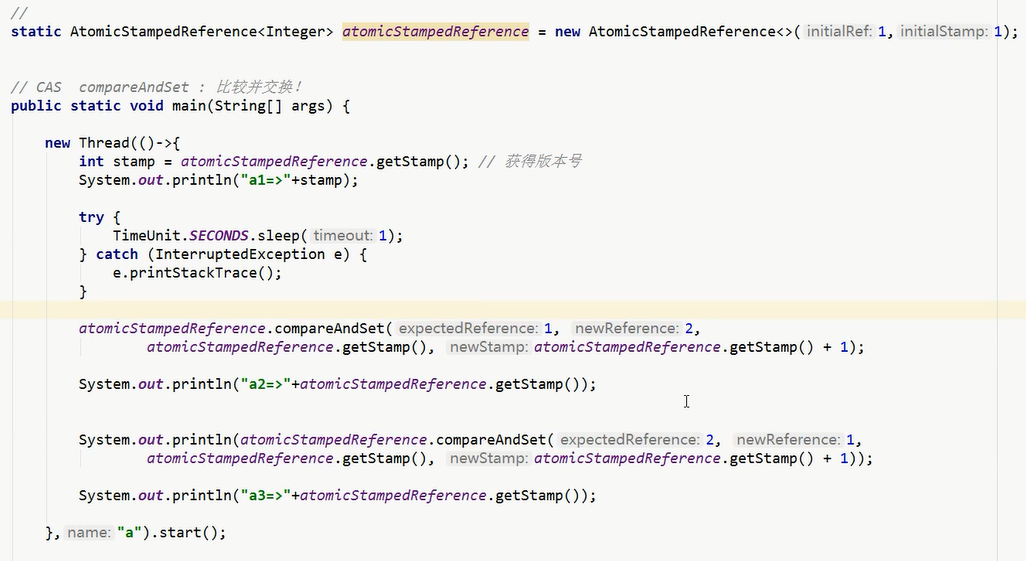 //
static AtomicStampedReference<Integer> atomicStampedReference = new AtomicStampedReference<>( initialRef: 1, initialStamp: 1);
// CAS  compareAndSet : 比较并交换!
public static void main(String[] args) {
new Thread(()->{
int stamp = atomicStampedReference.getStamp(); // 获得版本号
System.out.println("a1=>"+stamp);
try {
TimeUnit.SECONDS.sleep( timeout: 1);
} catch (InterruptedException e) {
e.printStackTrace();
}
atomicStampedReference.compareAndSet( expectedReference: 1, newReference: 2,
atomicStampedReference.getStamp(), newStamp: atomicStampedReference.getStamp() + 1);
System.out.println("a2=>"+atomicStampedReference.getStamp());
System.out.println(atomicStampedReference.compareAndSet( expectedReference: 2, newReference: 1,
atomicStampedReference.getStamp(), newStamp: atomicStampedReference.getStamp() + 1));
System.out.println("a3=>"+atomicStampedReference.getStamp());
}, name: "a").start();